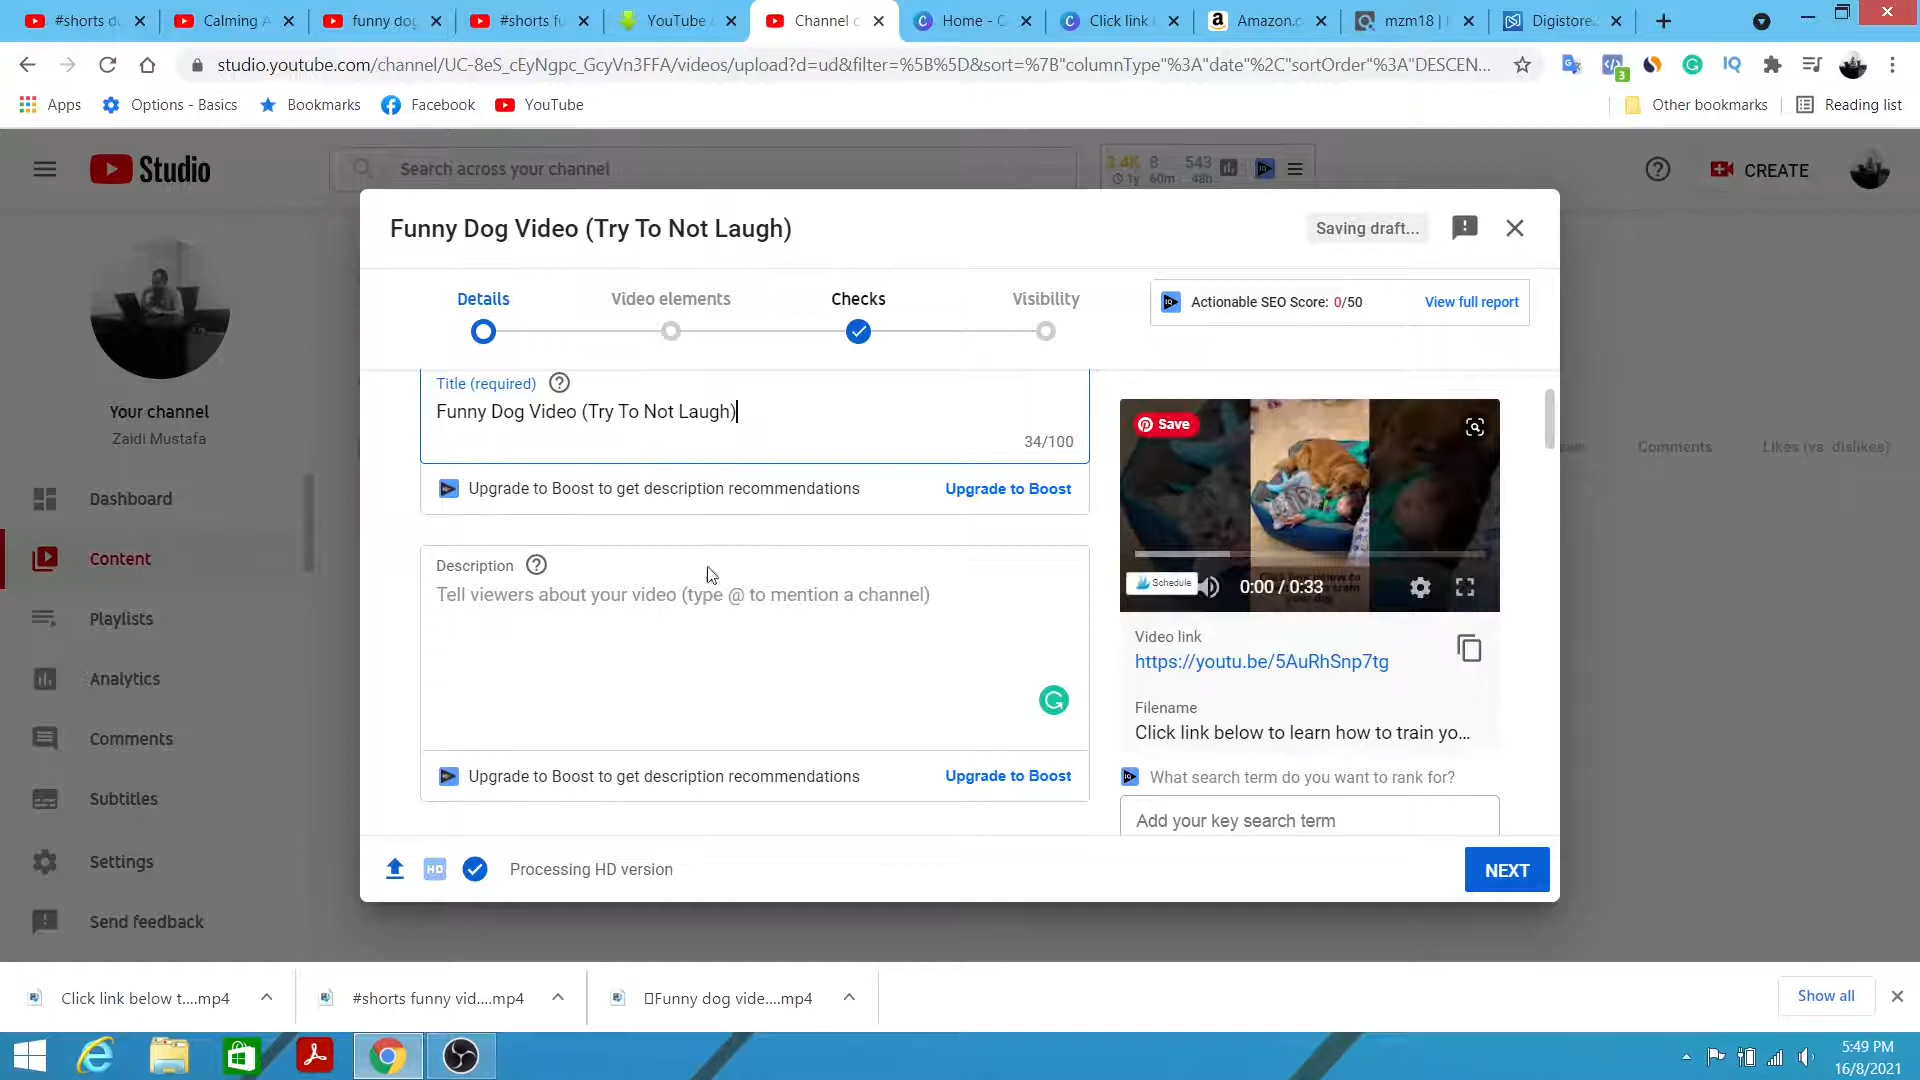 #shorts d
Calming A
funny dog
#shorts fu
YouTube
Channel c
Home - C
Click link
Amazon.c
mzm18 |
Digistore
studio.youtube.com/channel/UC-8eS_cEyNgpc_GcyVn3FFA/videos/upload?d=ud&filter=%5B%5D&sort=%7B"columnType"%3A"date"%2C"sortOrder"%3A"DESCEN...
Apps
Options - Basics
Bookmarks
Facebook
YouTube
Other bookmarks
Reading list
Studio
Search across your channel
8
543
1y
60m
48h
CREATE
Funny Dog Video (Try To Not Laugh)
Saving draft...
Details
Video elements
Checks
Visibility
Actionable SEO Score: 0/50
View full report
Your channel
Zaidi Mustafa
Title (required)
Funny Dog Video (Try To Not Laugh)
34/100
Upgrade to Boost to get description recommendations
Upgrade to Boost
Description
Tell viewers about your video (type @ to mention a channel)
Upgrade to Boost to get description recommendations
Upgrade to Boost
Save
Schedule
0:00 / 0:33
Video link
https://youtu.be/5AuRhSnp7tg
Filename
Click link below to learn how to train yo...
What search term do you want to rank for?
Add your key search term
Comments
Likes (vs. dislikes)
Dashboard
Content
Playlists
Analytics
Comments
Subtitles
Settings
Send feedback
HD
Processing HD version
NEXT
Click link below t....mp4
#shorts funny vid....mp4
Funny dog vide....mp4
Show all
5:49 PM
16/8/2021